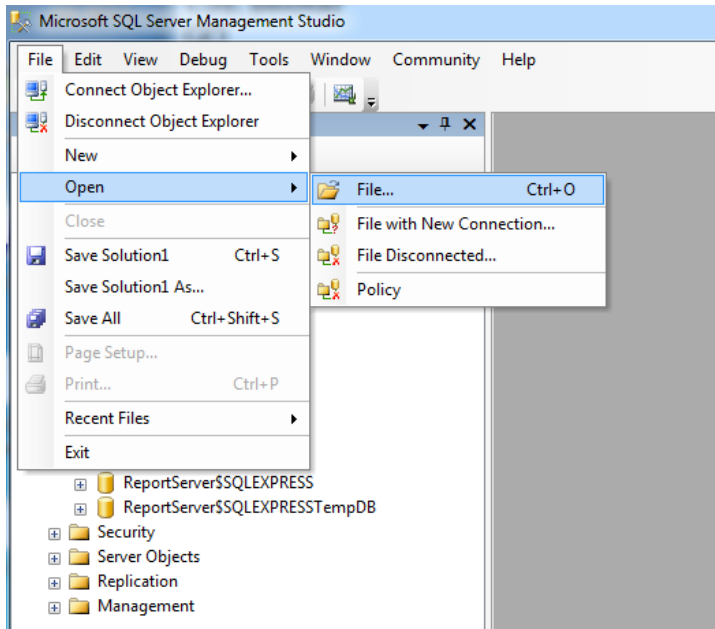 Microsoft SQL Server Management Studio
File Edit View Debug Tools Window Community Help
Connect Object Explorer...
Disconnect Object Explorer
New
Open
Close
Save Solution1 Ctrl+S
Save Solution1 As...
Save All Ctrl+Shift+S
Page Setup...
Print... Ctrl+P
Recent Files
Exit
File... Ctrl+O
File with New Connection...
File Disconnected...
Policy
ReportServer$SQLEXPRESS
ReportServer$SQLEXPRESSTempDB
Security
Server Objects
Replication
Management